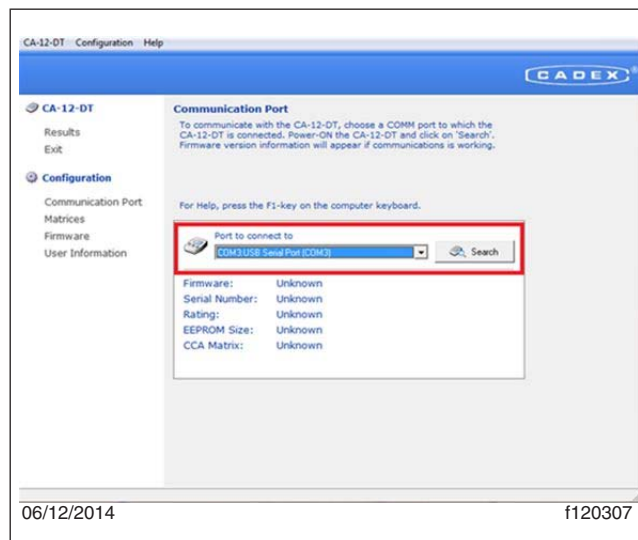 CA-12-DT Configuration Help
CADEX®
CA-12-DT
Results
Exit
Configuration
Communication Port
Matrices
Firmware
User Information
Communication Port
To communicate with the CA-12-DT, choose a COMM port to which the
CA-12-DT is connected. Power-ON the CA-12-DT and click on 'Search'.
Firmware version information will appear if communications is working.
For Help, press the F1-key on the computer keyboard.
Port to connect to
COM3:USB Serial Port (COM3)
Search
Firmware: Unknown
Serial Number: Unknown
Rating: Unknown
EEPROM Size: Unknown
CCA Matrix: Unknown
06/12/2014 f120307